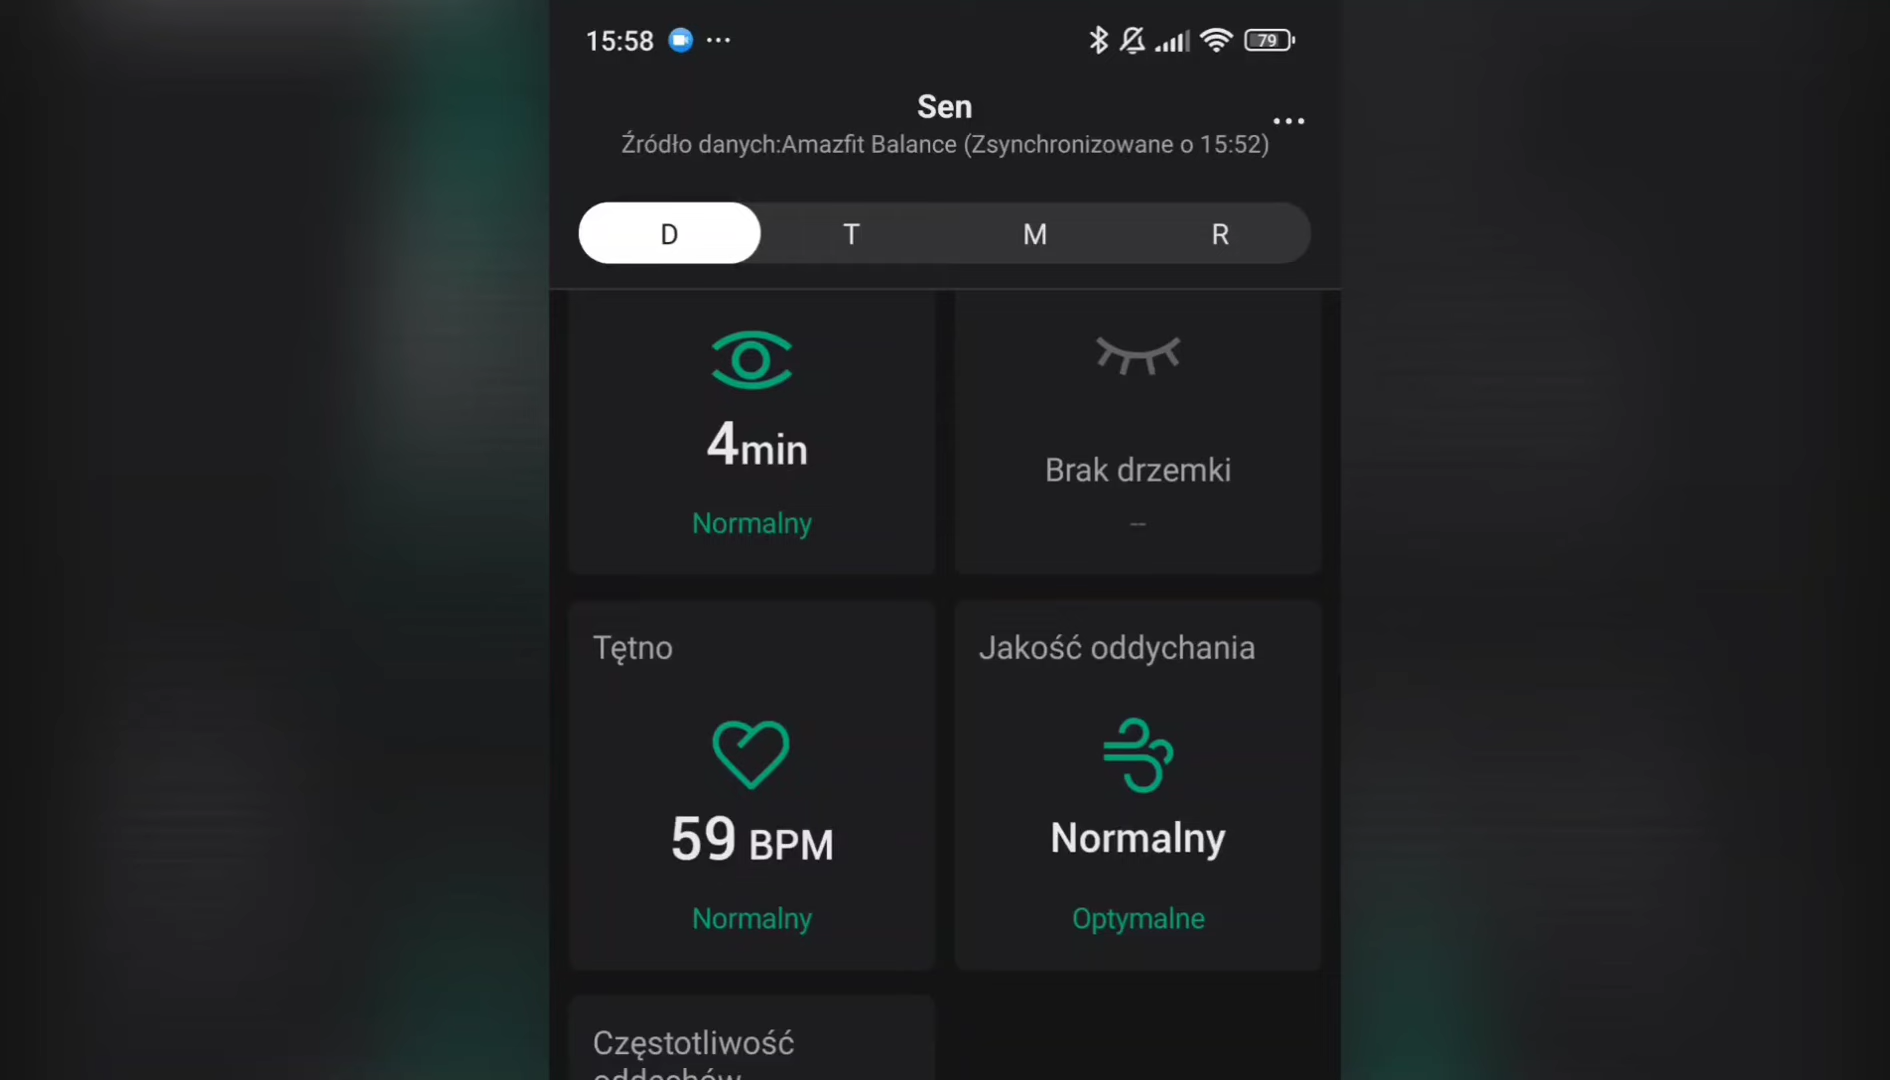 15:58
79
Sen
Źródło danych:Amazfit Balance (Zsynchronizowane o 15:52)
D T M R
4min
Normalny
Brak drzemki
--
Tętno
59 BPM
Normalny
Jakość oddychania
Normalny
Optymalne
Częstotliwość
oddechów